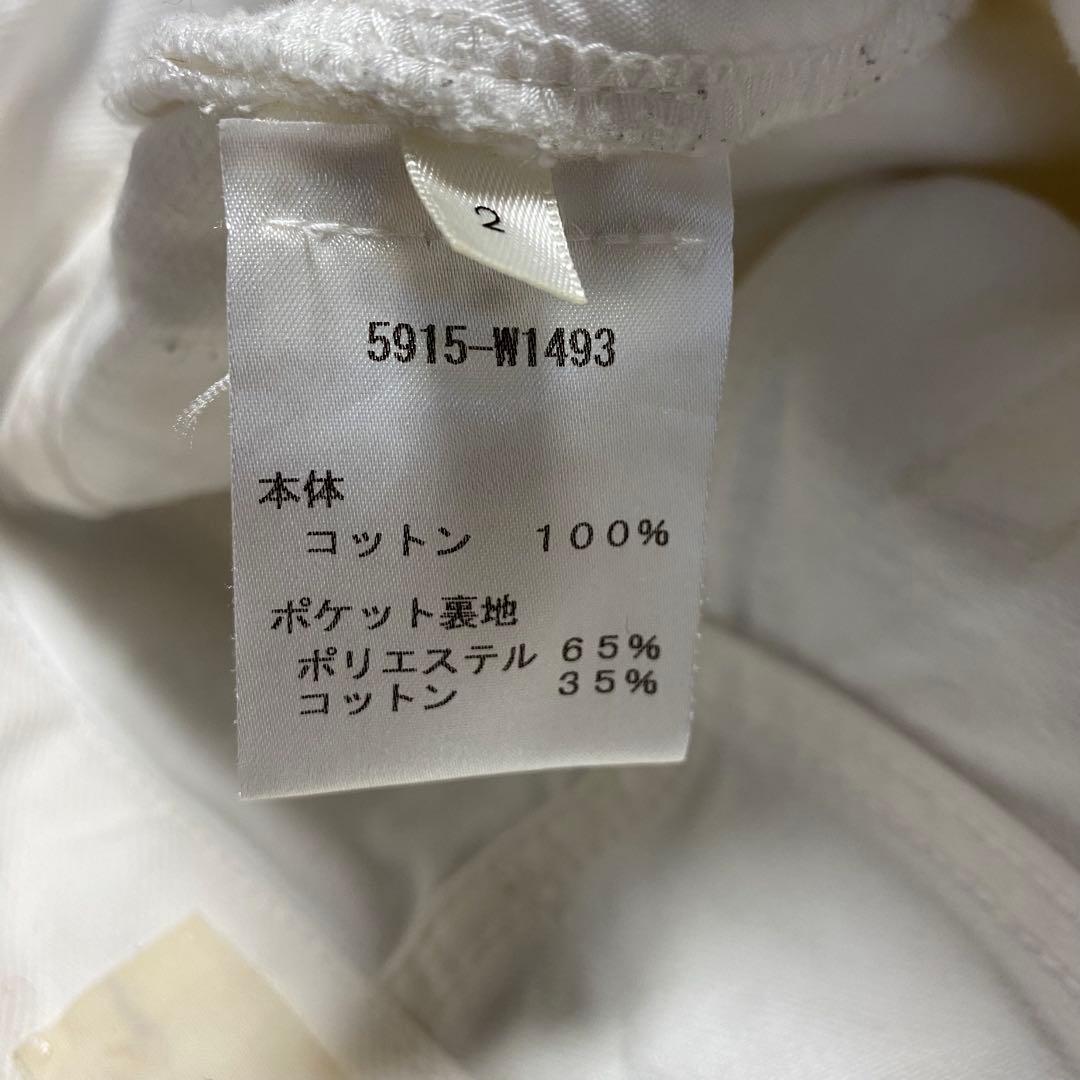 2
5915-W1493
本体
コットン 100%
ポケット裏地
ポリエステル 65%
コットン 35%